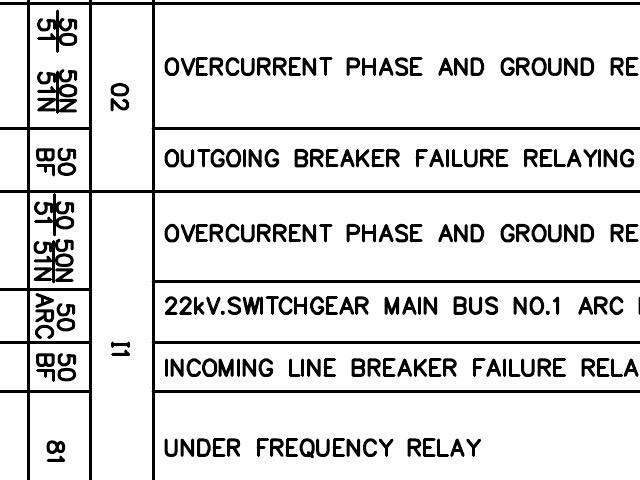 50
51
50N
51N
O2
OVERCURRENT PHASE AND GROUND RE
50
BF
OUTGOING BREAKER FAILURE RELAYING
50
51
50N
51N
I1
OVERCURRENT PHASE AND GROUND RE
50
ARC
22kV.SWITCHGEAR MAIN BUS NO.1 ARC
50
BF
INCOMING LINE BREAKER FAILURE RELA
81
UNDER FREQUENCY RELAY